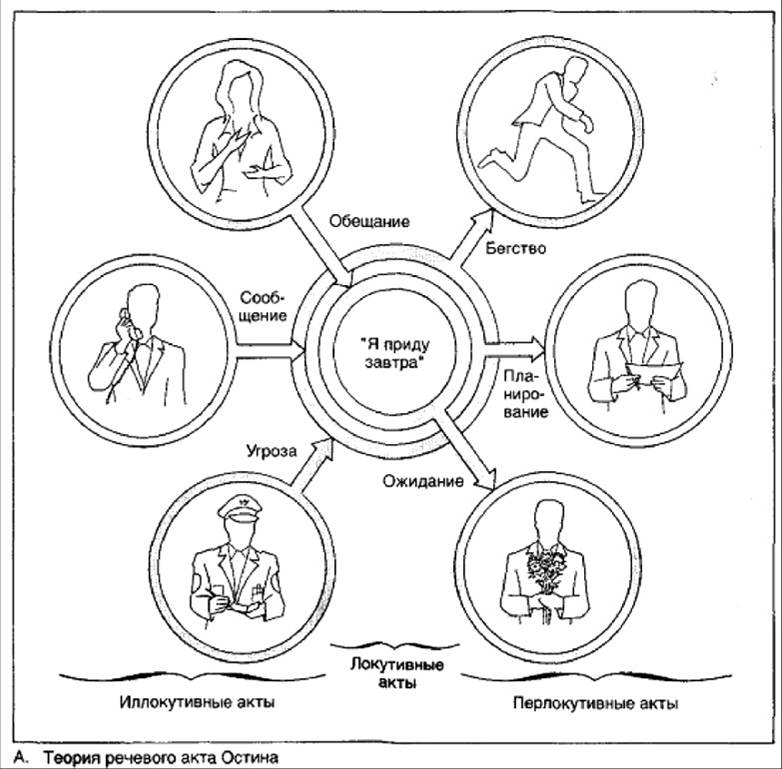 Обещание
Бегство
Сооб-
щение
"Я приду
завтра"
Пла-
нирo-
вание
Угроза
Ожидание
Локутивные
акты
Иллокутивные акты
Перлокутивные акты
А. Теория речевого акта Остина